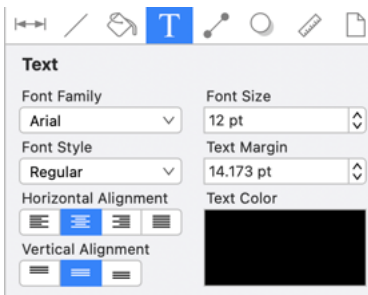 T
Text
Font Family Font Size
Arial 12 pt
Font Style Text Margin
Regular 14.173 pt
Horizontal Alignment Text Color
Vertical Alignment